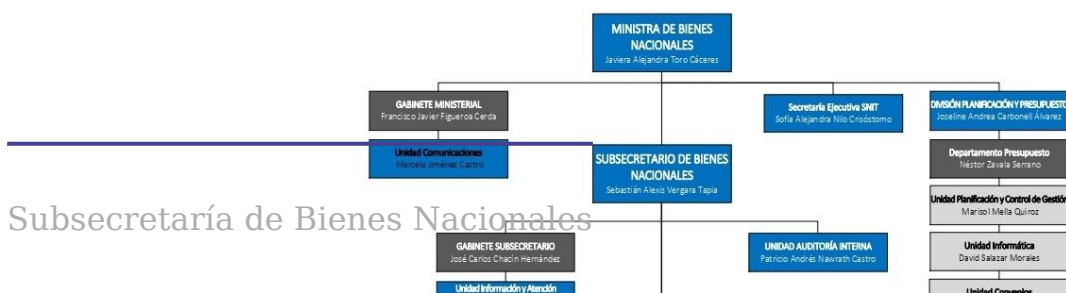 MINISTRA DE BIENES
NACIONALES
Javiera Alejandra Toro Cáceres
GABINETE MINISTERIAL
Francisco Javier Figueroa Cerda
Secretaría Ejecutiva SNIT
Sofía Alejandra Nilo Crisóstomo
DIVISIÓN PLANIFICACIÓN Y PRESUPUESTO
Joseline Andrea Carbonell Álvarez
Unidad Comunicaciones
Marcela Jiménez Castro
SUBSECRETARIO DE BIENES
NACIONALES
Sebastián Alexis Vergara Tapia
Departamento Presupuesto
Néstor Zavala Serrano
Unidad Planificación y Control de Gestión
Marisol Mella Quiroz
Subsecretaría de Bienes Nacionales
GABINETE SUBSECRETARIO
José Carlos Chacín Hernández
UNIDAD AUDITORÍA INTERNA
Patricio Andrés Nawrath Castro
Unidad Informática
David Salazar Morales
Unidad Información y Atención
Unidad Convenios